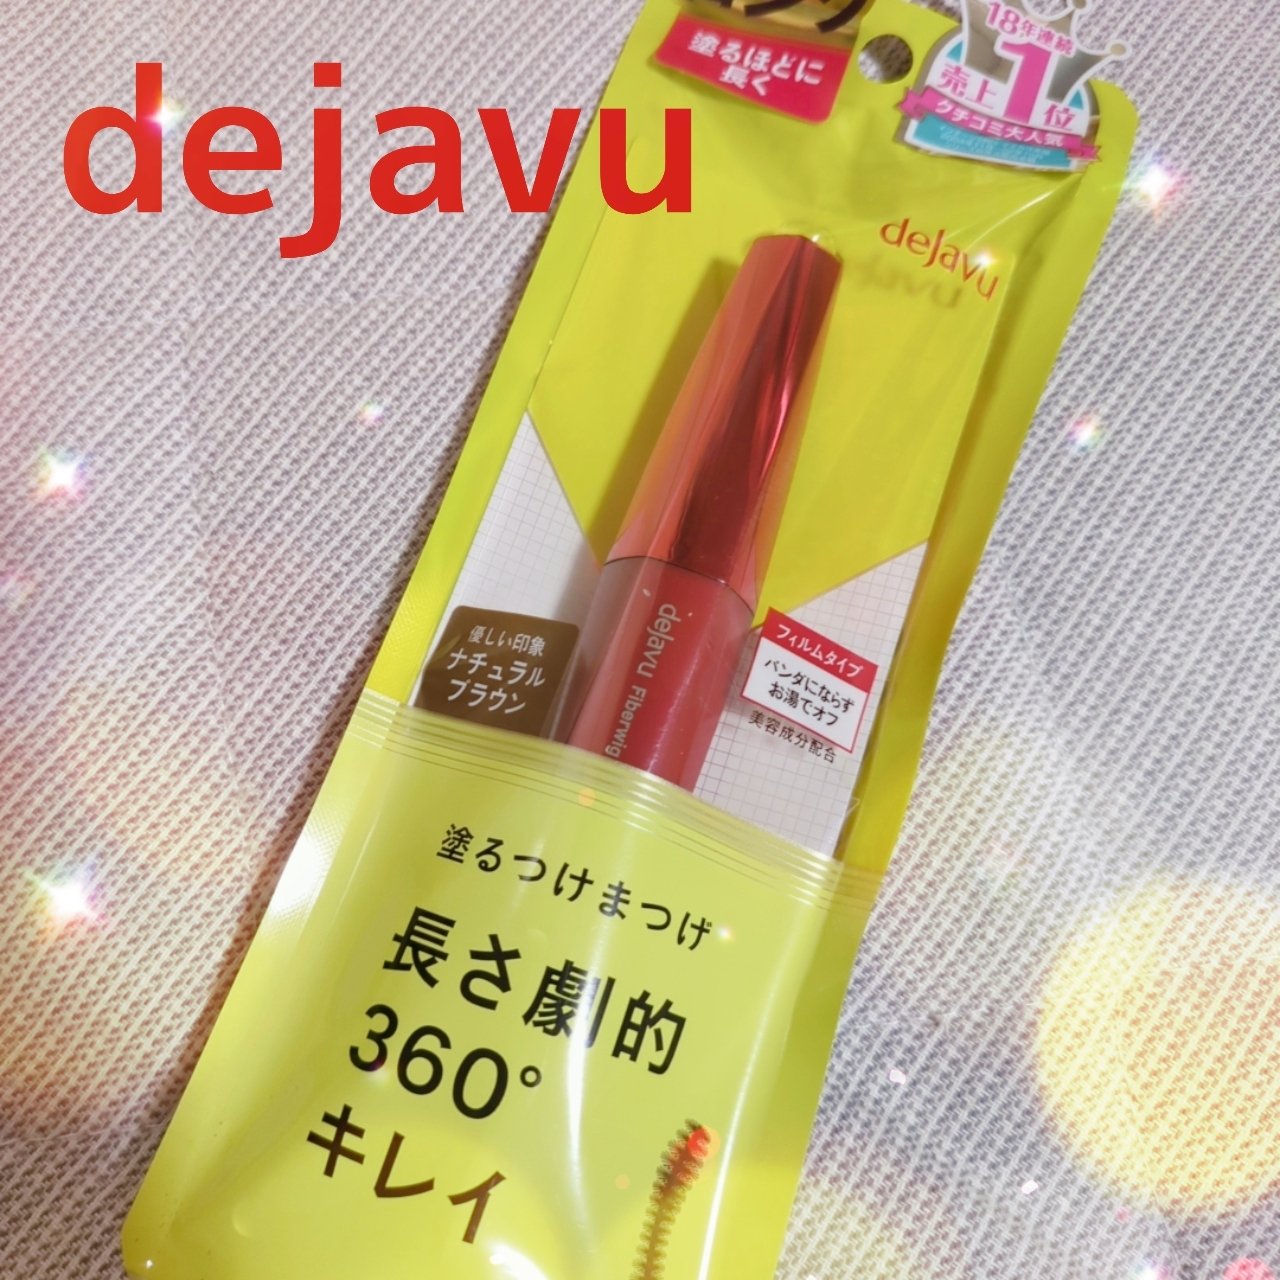 dejavu
塗るほどに
長く
18年連続
売上1位
クチコミ大人気
dejavu
dejavu Fiberwig
優しい印象
ナチュラル
ブラウン
フィルムタイプ
パンダにならず
お湯でオフ
美容成分配合
塗るつけまつげ
長さ劇的
360°
キレイ